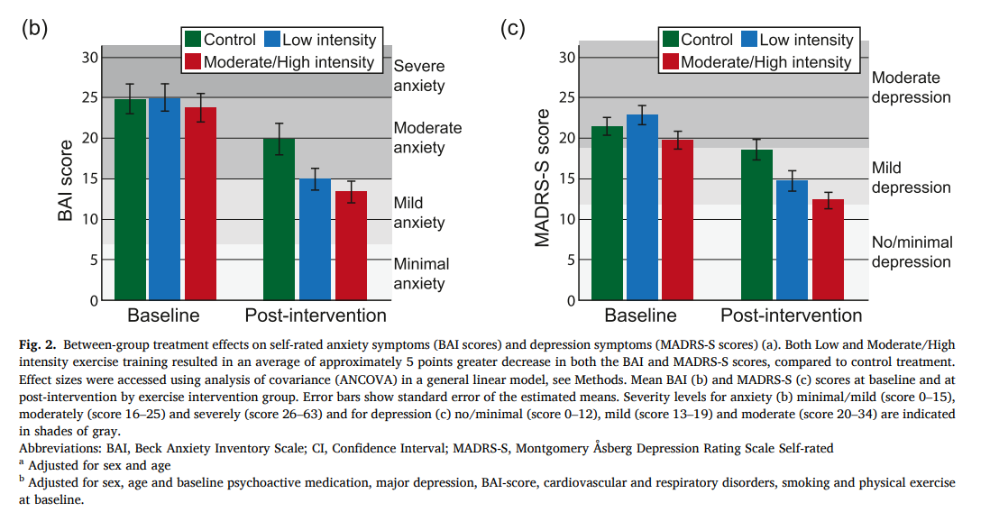 (b)
Control
Low intensity
Moderate/High intensity
BAI score
30
25
20
15
10
5
0
Severe
anxiety
Moderate
anxiety
Mild
anxiety
Minimal
anxiety
Baseline
Post-intervention
(c)
Control
Low intensity
Moderate/High intensity
MADRS-S score
30
25
20
15
10
5
0
Moderate
depression
Mild
depression
No/minimal
depression
Baseline
Post-intervention
Fig. 2. Between-group treatment effects on self-rated anxiety symptoms (BAI scores) and depression symptoms (MADRS-S scores) (a). Both Low and Moderate/High
intensity exercise training resulted in an average of approximately 5 points greater decrease in both the BAI and MADRS-S scores, compared to control treatment.
Effect sizes were accessed using analysis of covariance (ANCOVA) in a general linear model, see Methods. Mean BAI (b) and MADRS-S (c) scores at baseline and at
post-intervention by exercise intervention group. Error bars show standard error of the estimated means. Severity levels for anxiety (b) minimal/mild (score 0–15),
moderately (score 16–25) and severely (score 26–63) and for depression (c) no/minimal (score 0–12), mild (score 13–19) and moderate (score 20–34) are indicated
in shades of gray.
Abbreviations: BAI, Beck Anxiety Inventory Scale; CI, Confidence Interval; MADRS-S, Montgomery Åsberg Depression Rating Scale Self-rated
a Adjusted for sex and age
b Adjusted for sex, age and baseline psychoactive medication, major depression, BAI-score, cardiovascular and respiratory disorders, smoking and physical exercise
at baseline.